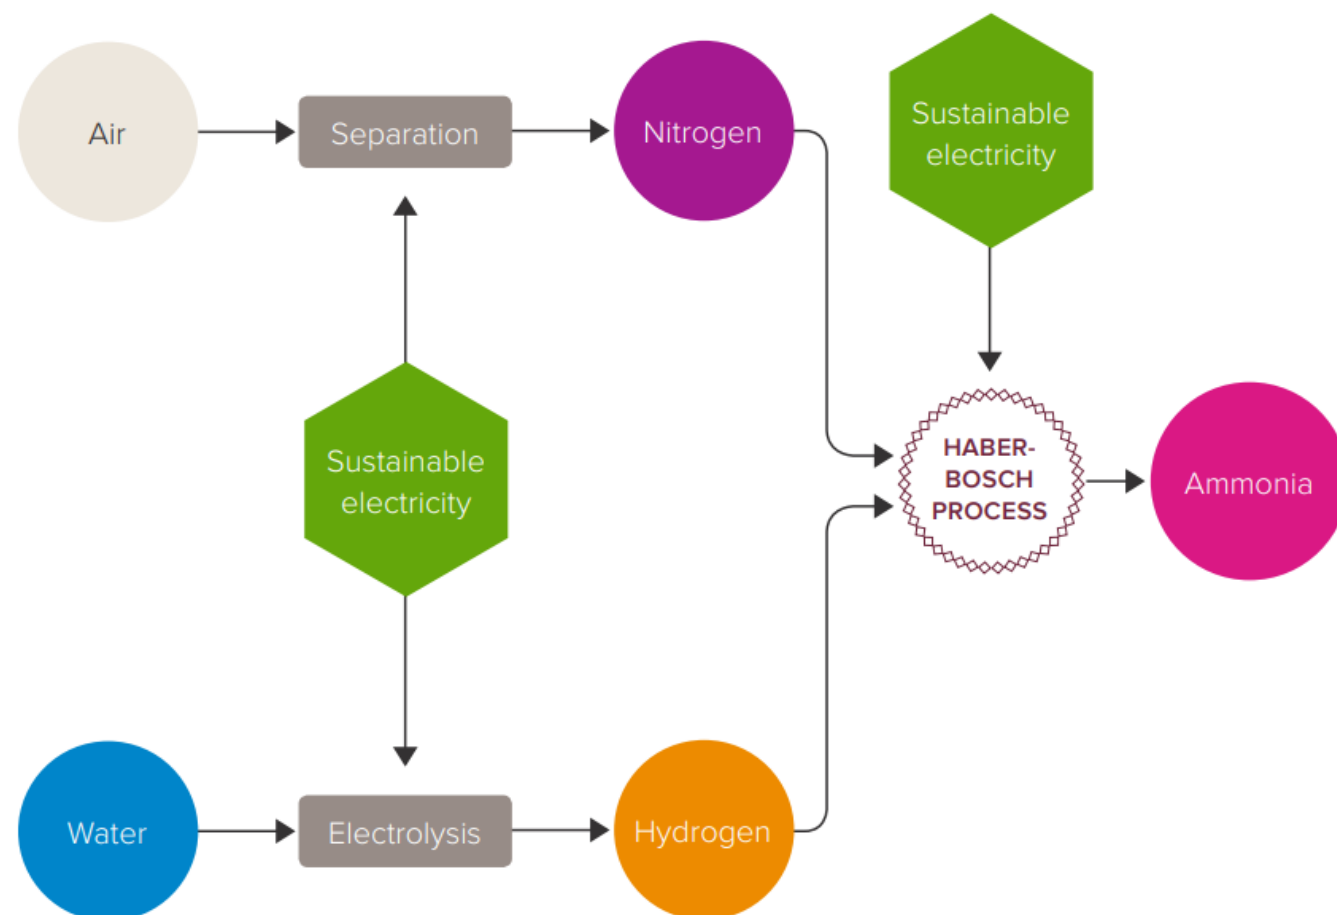 Air
Separation
Nitrogen
Sustainable
electricity
Sustainable
electricity
HABER-
BOSCH
PROCESS
Ammonia
Water
Electrolysis
Hydrogen